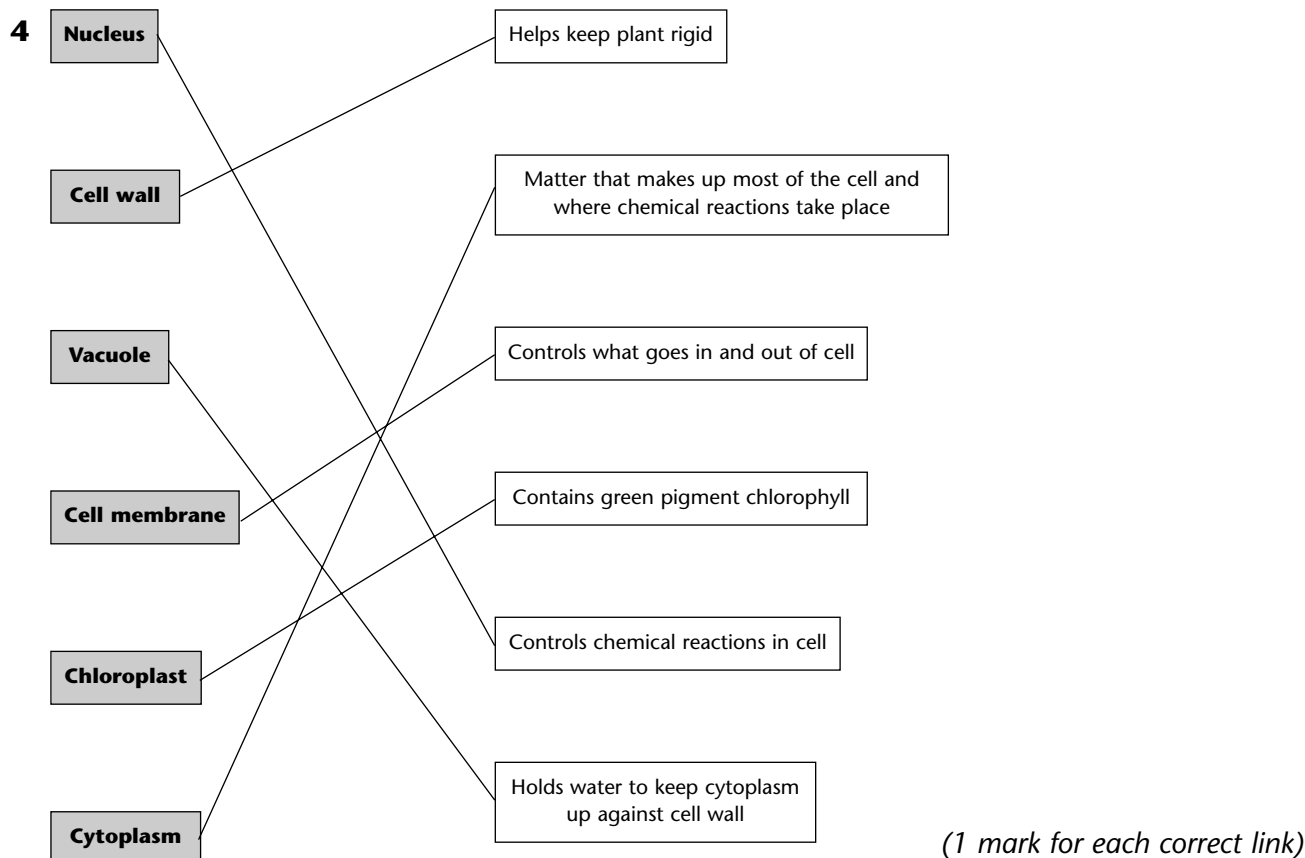 4 Nucleus
Helps keep plant rigid
Cell wall
Matter that makes up most of the cell and
where chemical reactions take place
Vacuole
Controls what goes in and out of cell
Cell membrane
Contains green pigment chlorophyll
Chloroplast
Controls chemical reactions in cell
Cytoplasm
Holds water to keep cytoplasm
up against cell wall
(1 mark for each correct link)